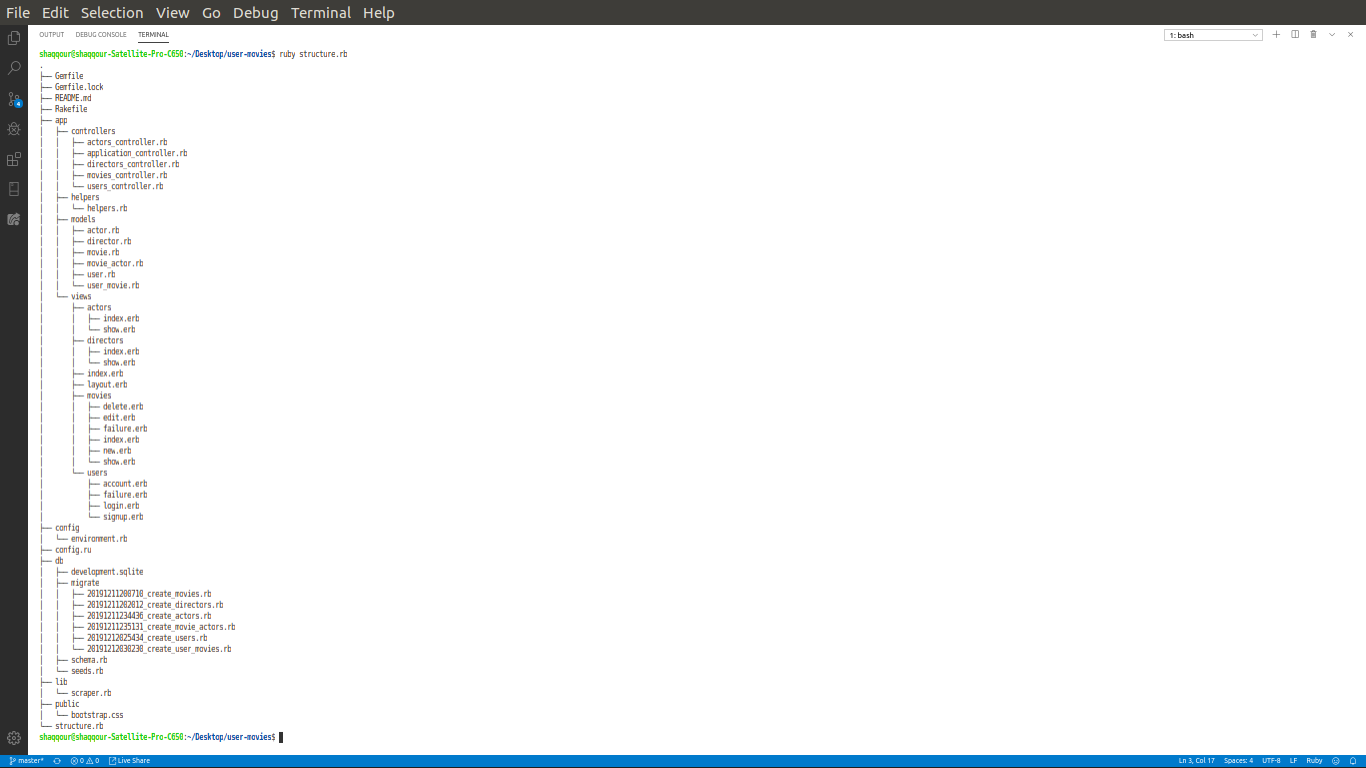 File Edit Selection View Go Debug Terminal Help
OUTPUT DEBUG CONSOLE TERMINAL 1: bash
shaqqour@shaqqour-Satellite-Pro-C650:~/Desktop/user-movies$ ruby structure.rb
.
├── Gemfile
├── Gemfile.lock
├── README.md
├── Rakefile
├── app
│   ├── controllers
│   │   ├── actors_controller.rb
│   │   ├── application_controller.rb
│   │   ├── directors_controller.rb
│   │   ├── movies_controller.rb
│   │   └── users_controller.rb
│   ├── helpers
│   │   └── helpers.rb
│   ├── models
│   │   ├── actor.rb
│   │   ├── director.rb
│   │   ├── movie.rb
│   │   ├── movie_actor.rb
│   │   ├── user.rb
│   │   └── user_movie.rb
│   └── views
│       ├── actors
│       │   ├── index.erb
│       │   └── show.erb
│       ├── directors
│       │   ├── index.erb
│       │   └── show.erb
│       ├── index.erb
│       ├── layout.erb
│       ├── movies
│       │   ├── delete.erb
│       │   ├── edit.erb
│       │   ├── failure.erb
│       │   ├── index.erb
│       │   ├── new.erb
│       │   └── show.erb
│       └── users
│           ├── account.erb
│           ├── failure.erb
│           ├── login.erb
│           └── signup.erb
├── config
│   └── environment.rb
├── config.ru
├── db
│   ├── development.sqlite
│   ├── migrate
│   │   ├── 20191211200710_create_movies.rb
│   │   ├── 20191211202012_create_directors.rb
│   │   ├── 20191211234436_create_actors.rb
│   │   ├── 20191211235131_create_movie_actors.rb
│   │   ├── 20191212025434_create_users.rb
│   │   └── 20191212030230_create_user_movies.rb
│   ├── schema.rb
│   └── seeds.rb
├── lib
│   └── scraper.rb
├── public
│   └── bootstrap.css
└── structure.rb
shaqqour@shaqqour-Satellite-Pro-C650:~/Desktop/user-movies$
4
master* 0 0 Live Share Ln 3, Col 17 Spaces: 4 UTF-8 LF Ruby